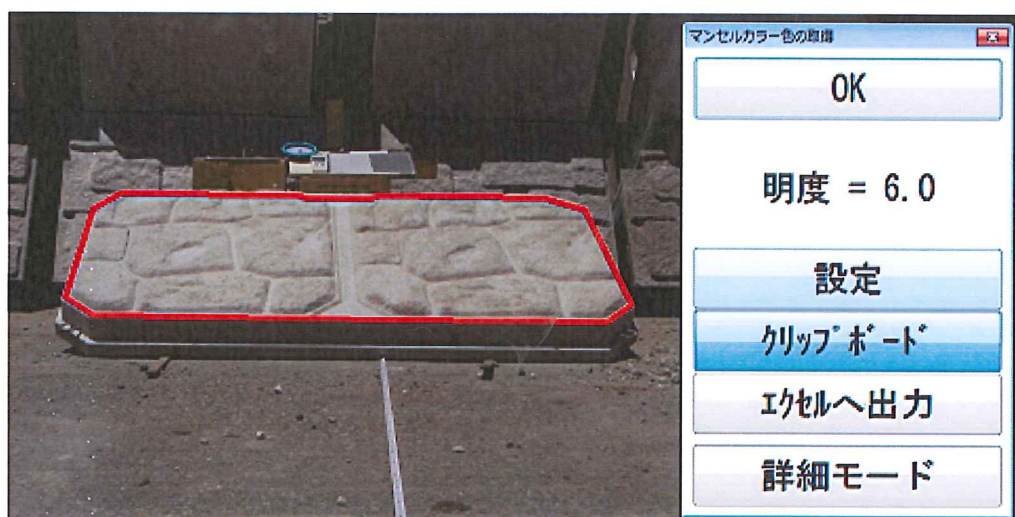 マンセルカラー色の取得
OK
明度 = 6.0
設定
ｸﾘｯﾌﾟﾎﾞｰﾄﾞ
ｴｸｾﾙへ出力
詳細モード